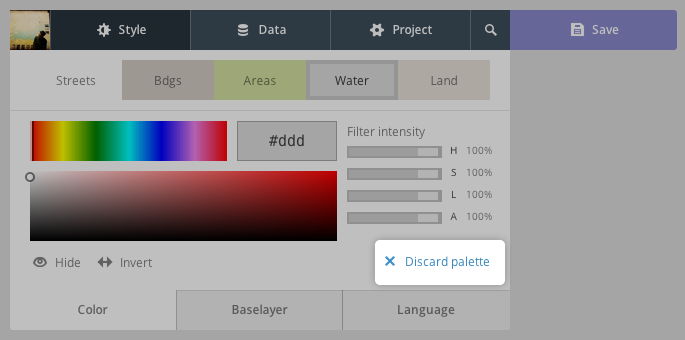 Style
Data
Project
Save
Streets
Bdgs
Areas
Water
Land
#ddd
Filter intensity
H 100%
S 100%
L 100%
A 100%
Hide
Invert
Discard palette
Color
Baselayer
Language